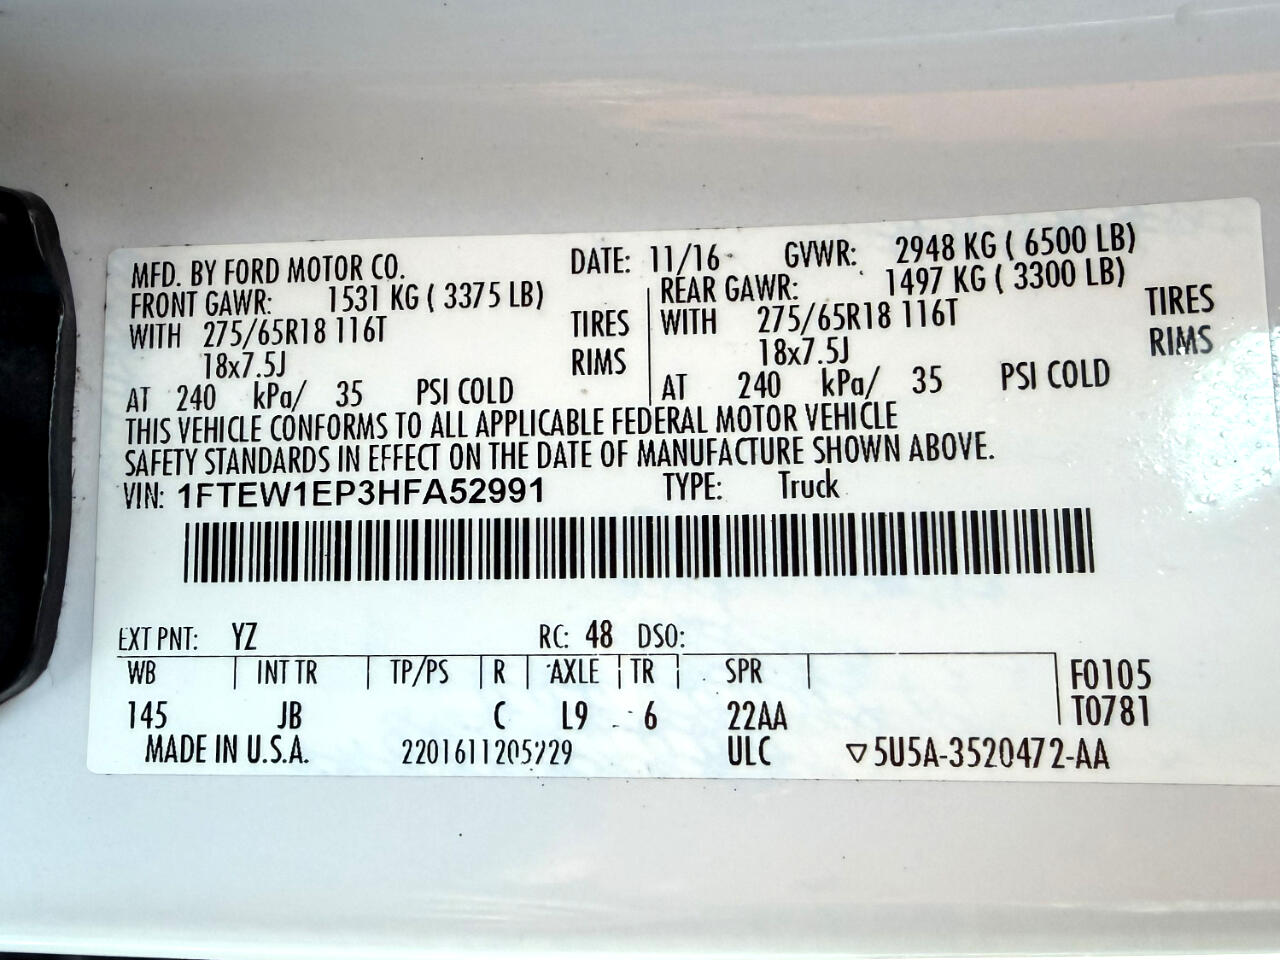 MFD. BY FORD MOTOR CO. DATE: 11/16 GVWR: 2948 KG ( 6500 LB)
FRONT GAWR: 1531 KG ( 3375 LB) REAR GAWR: 1497 KG ( 3300 LB)
WITH 275/65R18 116T TIRES WITH 275/65R18 116T TIRES
18x7.5J RIMS 18x7.5J RIMS
AT 240 kPa/ 35 PSI COLD AT 240 kPa/ 35 PSI COLD
THIS VEHICLE CONFORMS TO ALL APPLICABLE FEDERAL MOTOR VEHICLE
SAFETY STANDARDS IN EFFECT ON THE DATE OF MANUFACTURE SHOWN ABOVE.
VIN: 1FTEW1EP3HFA52991 TYPE: Truck
EXT PNT: YZ RC: 48 DSO:
WB INT TR TP/PS R AXLE TR SPR F0105
145 JB C L9 6 22AA T0781
MADE IN U.S.A. ULC ▽5U5A-3520472-AA